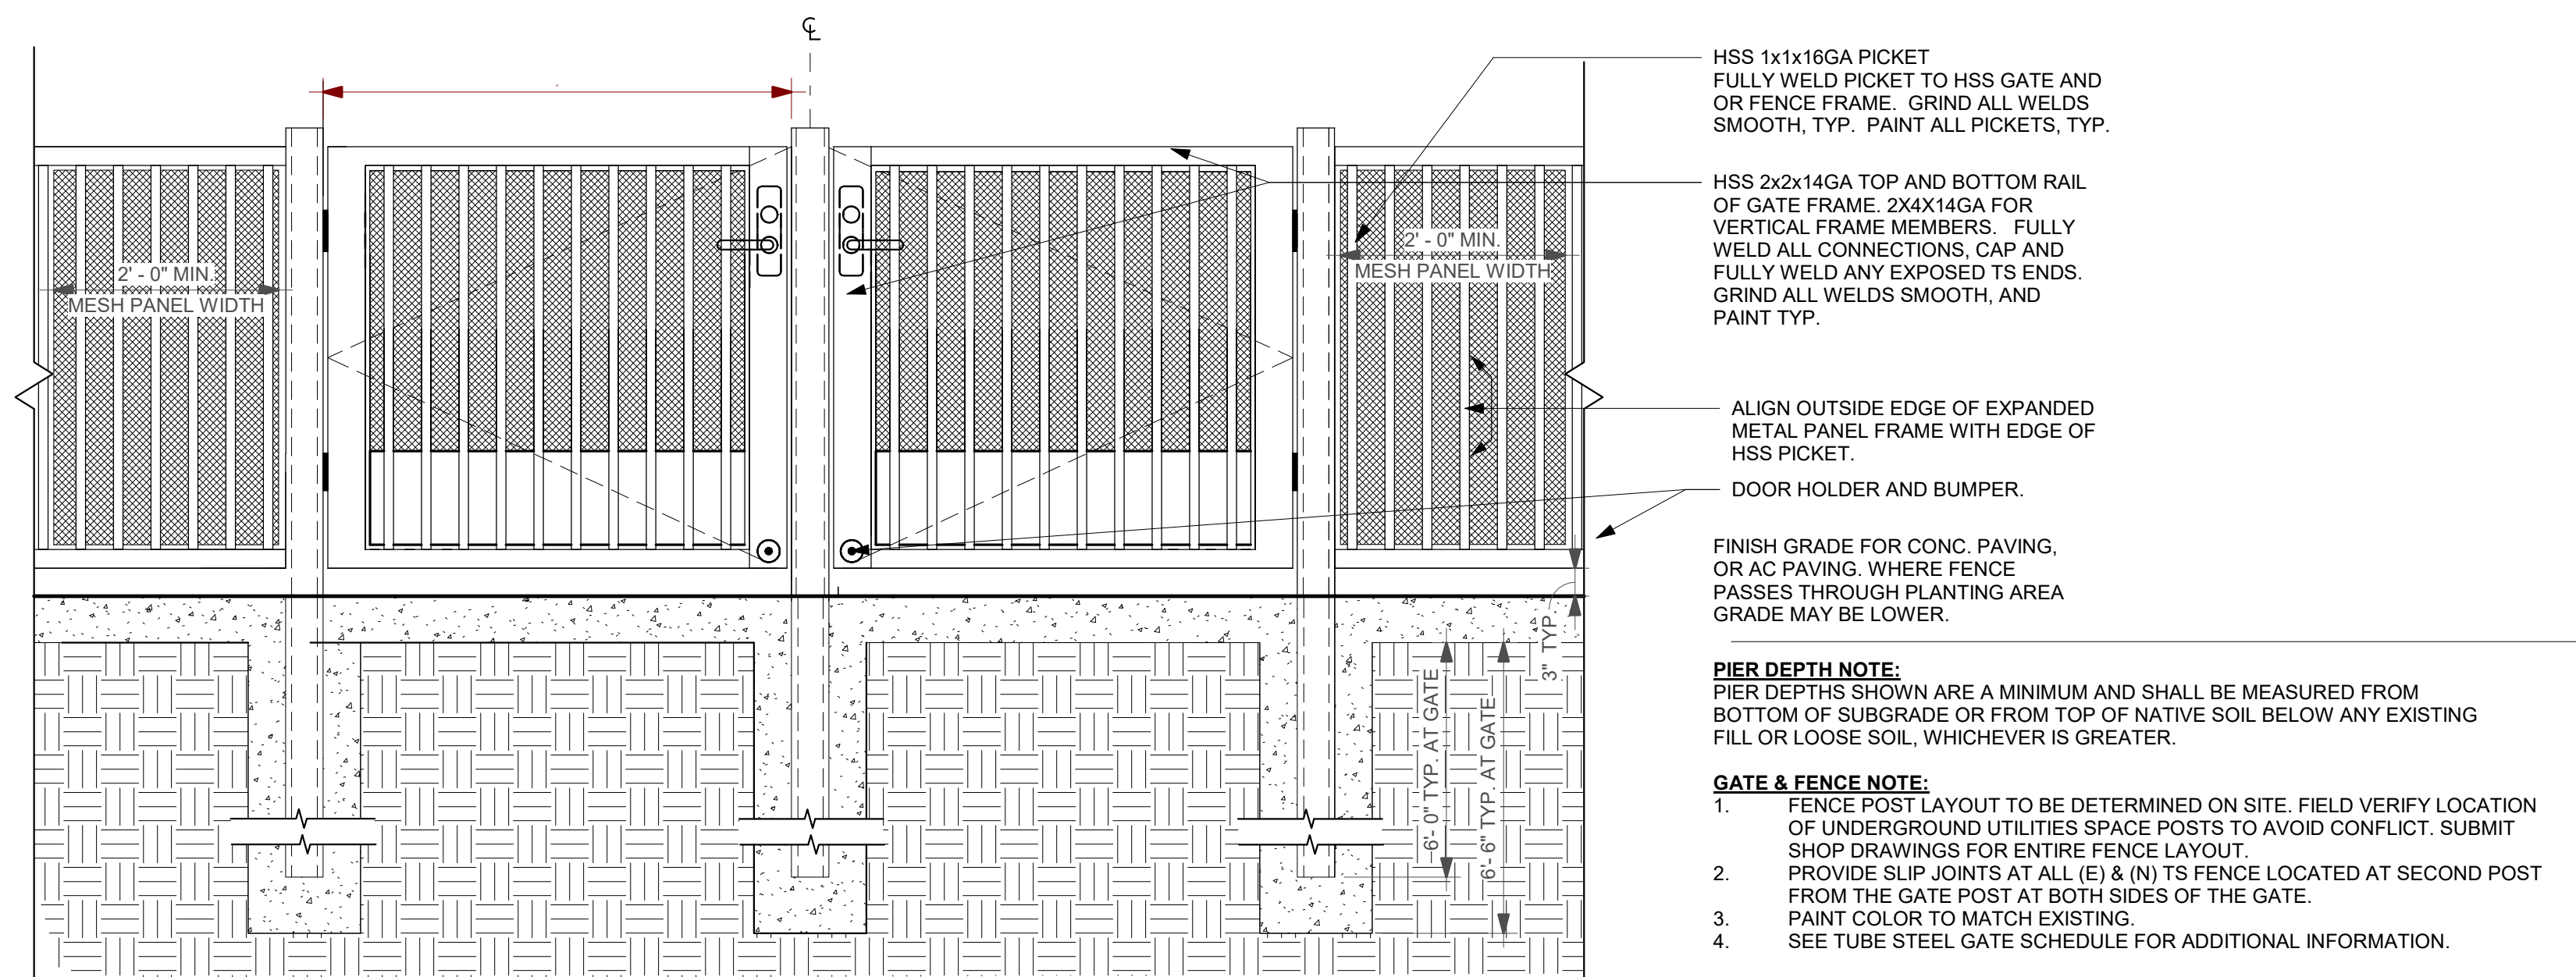 ℄
HSS 1x1x16GA PICKET
FULLY WELD PICKET TO HSS GATE AND
OR FENCE FRAME. GRIND ALL WELDS
SMOOTH, TYP. PAINT ALL PICKETS, TYP.
HSS 2x2x14GA TOP AND BOTTOM RAIL
OF GATE FRAME. 2X4X14GA FOR
VERTICAL FRAME MEMBERS. FULLY
WELD ALL CONNECTIONS, CAP AND
FULLY WELD ANY EXPOSED TS ENDS.
GRIND ALL WELDS SMOOTH, AND
PAINT TYP.
2' - 0" MIN.
MESH PANEL WIDTH
2' - 0" MIN.
MESH PANEL WIDTH
ALIGN OUTSIDE EDGE OF EXPANDED
METAL PANEL FRAME WITH EDGE OF
HSS PICKET.
DOOR HOLDER AND BUMPER.
FINISH GRADE FOR CONC. PAVING,
OR AC PAVING. WHERE FENCE
PASSES THROUGH PLANTING AREA
GRADE MAY BE LOWER.
3" TYP
6'- 0" TYP. AT GATE
6'- 6" TYP. AT GATE
PIER DEPTH NOTE:
PIER DEPTHS SHOWN ARE A MINIMUM AND SHALL BE MEASURED FROM
BOTTOM OF SUBGRADE OR FROM TOP OF NATIVE SOIL BELOW ANY EXISTING
FILL OR LOOSE SOIL, WHICHEVER IS GREATER.
GATE & FENCE NOTE:
1. FENCE POST LAYOUT TO BE DETERMINED ON SITE. FIELD VERIFY LOCATION
OF UNDERGROUND UTILITIES SPACE POSTS TO AVOID CONFLICT. SUBMIT
SHOP DRAWINGS FOR ENTIRE FENCE LAYOUT.
2. PROVIDE SLIP JOINTS AT ALL (E) & (N) TS FENCE LOCATED AT SECOND POST
FROM THE GATE POST AT BOTH SIDES OF THE GATE.
3. PAINT COLOR TO MATCH EXISTING.
4. SEE TUBE STEEL GATE SCHEDULE FOR ADDITIONAL INFORMATION.